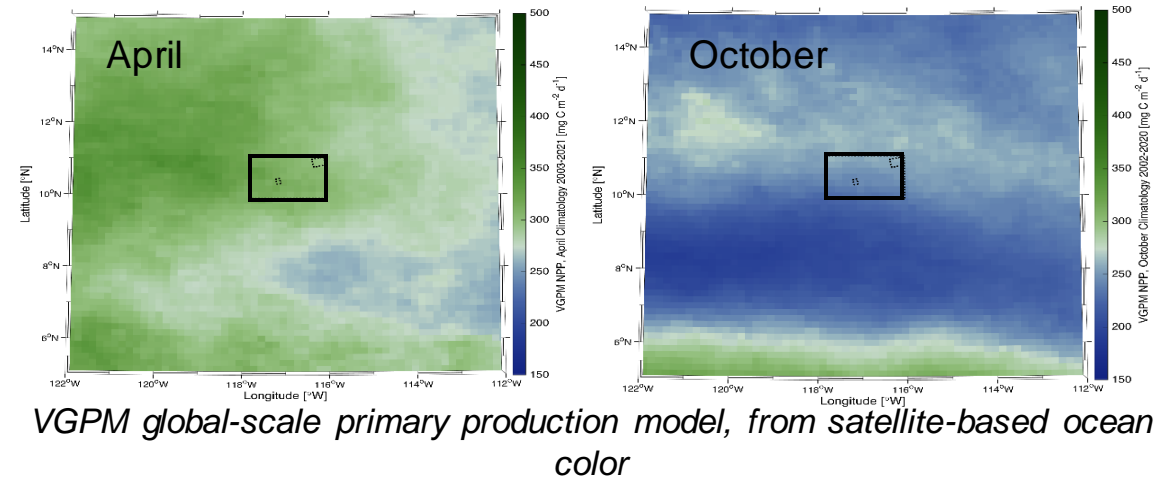 April
14°N
12°N
10°N
8°N
6°N
122°W
120°W
118°W
116°W
114°W
112°W
Longitude [°W]
Latitude [°N]
500
450
400
350
300
250
200
150
VGPM NPP, April Climatology 2003-2021 [mg C m-2 d-1]
October
14°N
12°N
10°N
8°N
6°N
122°W
120°W
118°W
116°W
114°W
112°W
Longitude [°W]
Latitude [°N]
500
450
400
350
300
250
200
150
VGPM NPP, October Climatology 2002-2020 [mg C m-2 d-1]
VGPM global-scale primary production model, from satellite-based ocean
color